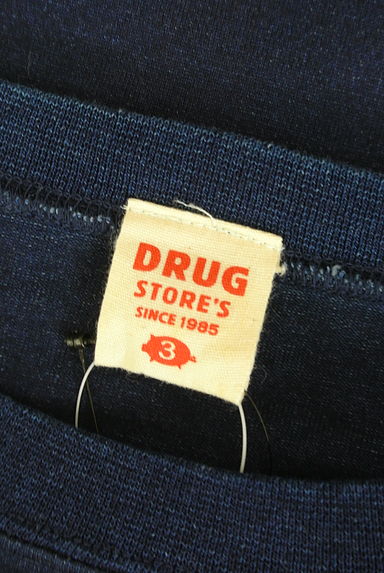 DRUG
STORE'S
SINCE 1985
3